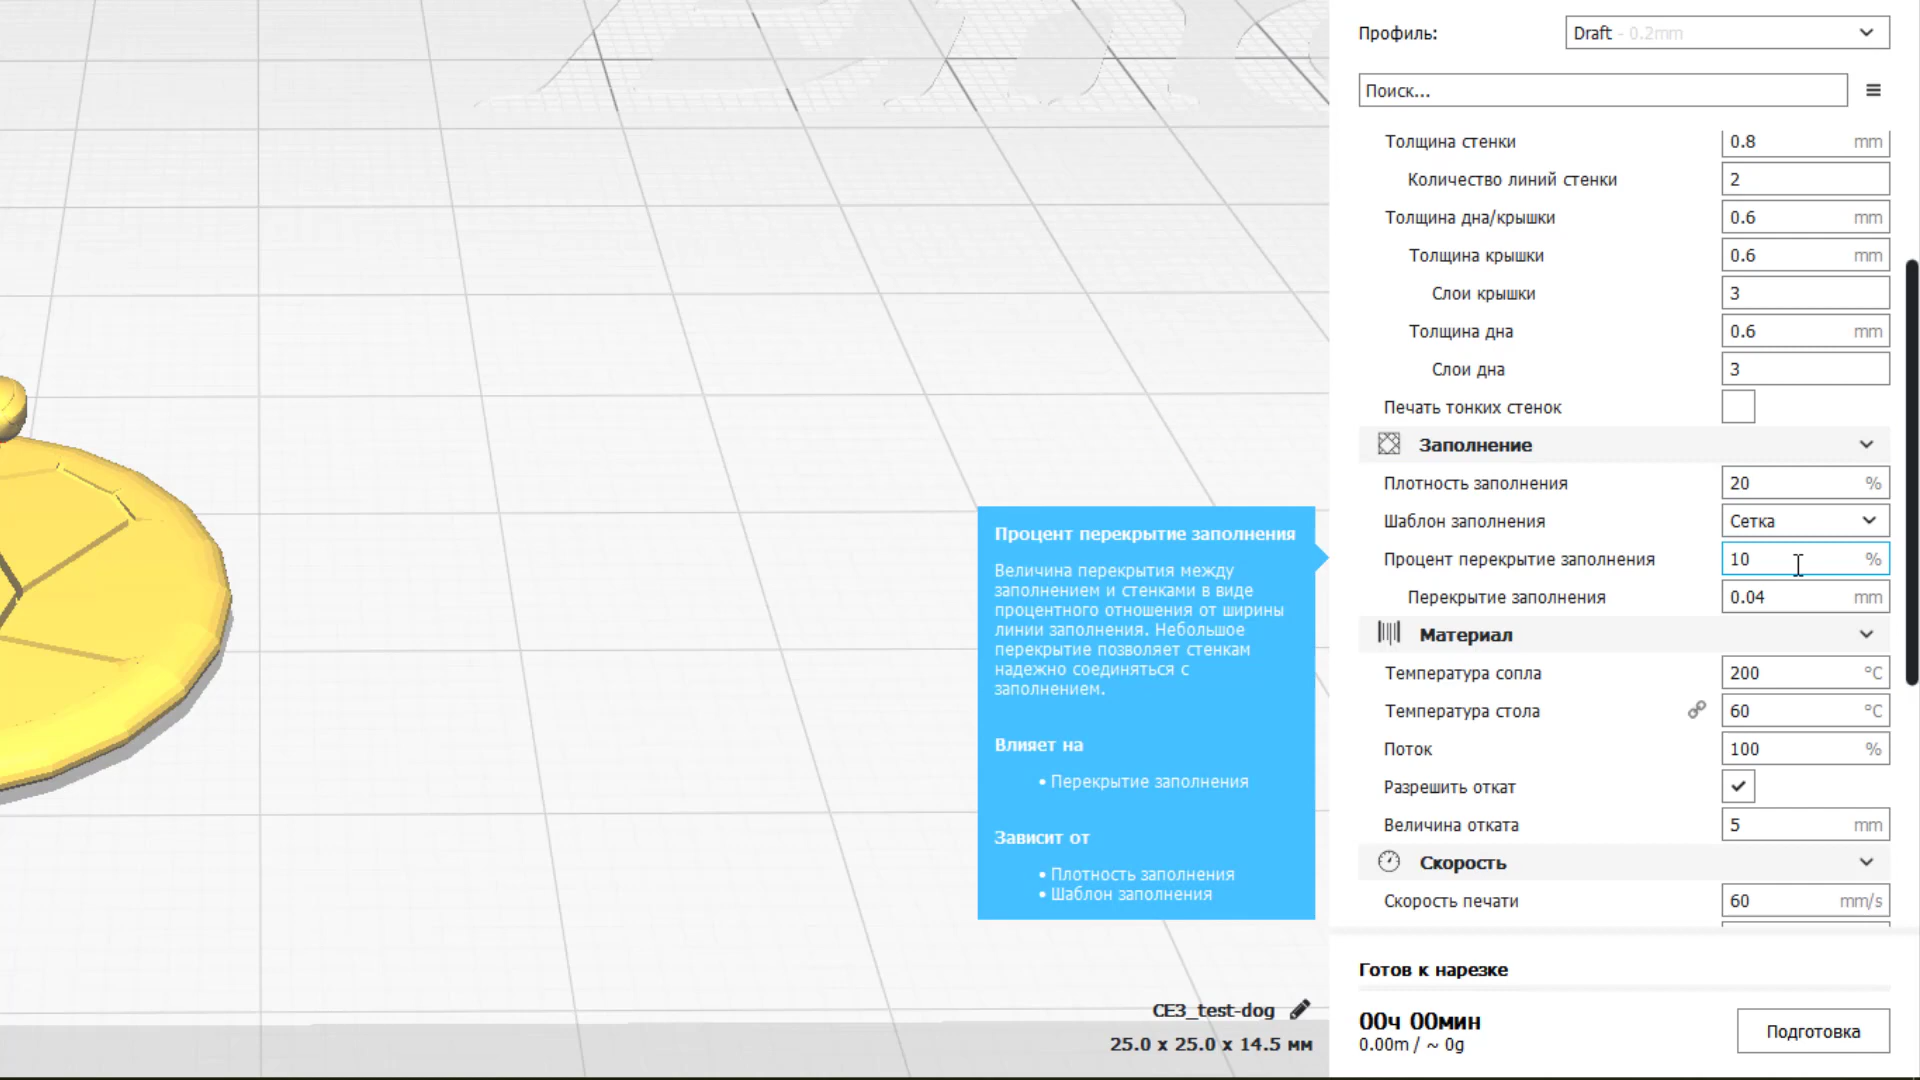 Профиль:
Draft - 0.2mm
Поиск...
Толщина стенки 0.8 mm
Количество линий стенки 2
Толщина дна/крышки 0.6 mm
Толщина крышки 0.6 mm
Слои крышки 3
Толщина дна 0.6 mm
Слои дна 3
Печать тонких стенок
Заполнение
Плотность заполнения 20 %
Шаблон заполнения Сетка
Процент перекрытие заполнения 10 %
Перекрытие заполнения 0.04 mm
Материал
Температура сопла 200 °C
Температура стола 60 °C
Поток 100 %
Разрешить откат
Величина отката 5 mm
Скорость
Скорость печати 60 mm/s
Процент перекрытие заполнения
Величина перекрытия между
заполнением и стенками в виде
процентного отношения от ширины
линии заполнения. Небольшое
перекрытие позволяет стенкам
надежно соединяться с
заполнением.
Влияет на
• Перекрытие заполнения
Зависит от
• Плотность заполнения
• Шаблон заполнения
CE3_test-dog
25.0 x 25.0 x 14.5 мм
Готов к нарезке
00ч 00мин
0.00m / ~ 0g
Подготовка